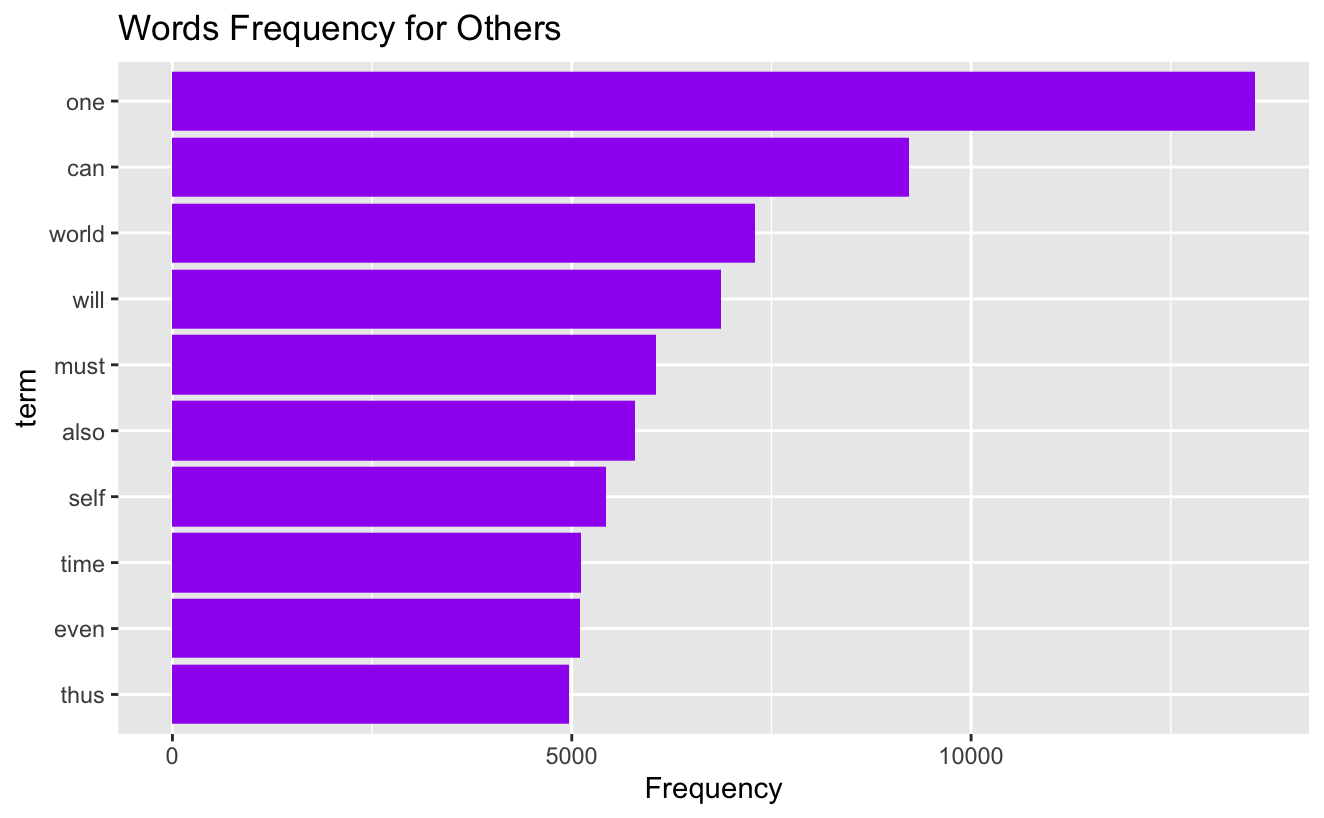 Words Frequency for Others
one
can
world
will
must
also
self
time
even
thus
term
0 5000 10000
Frequency